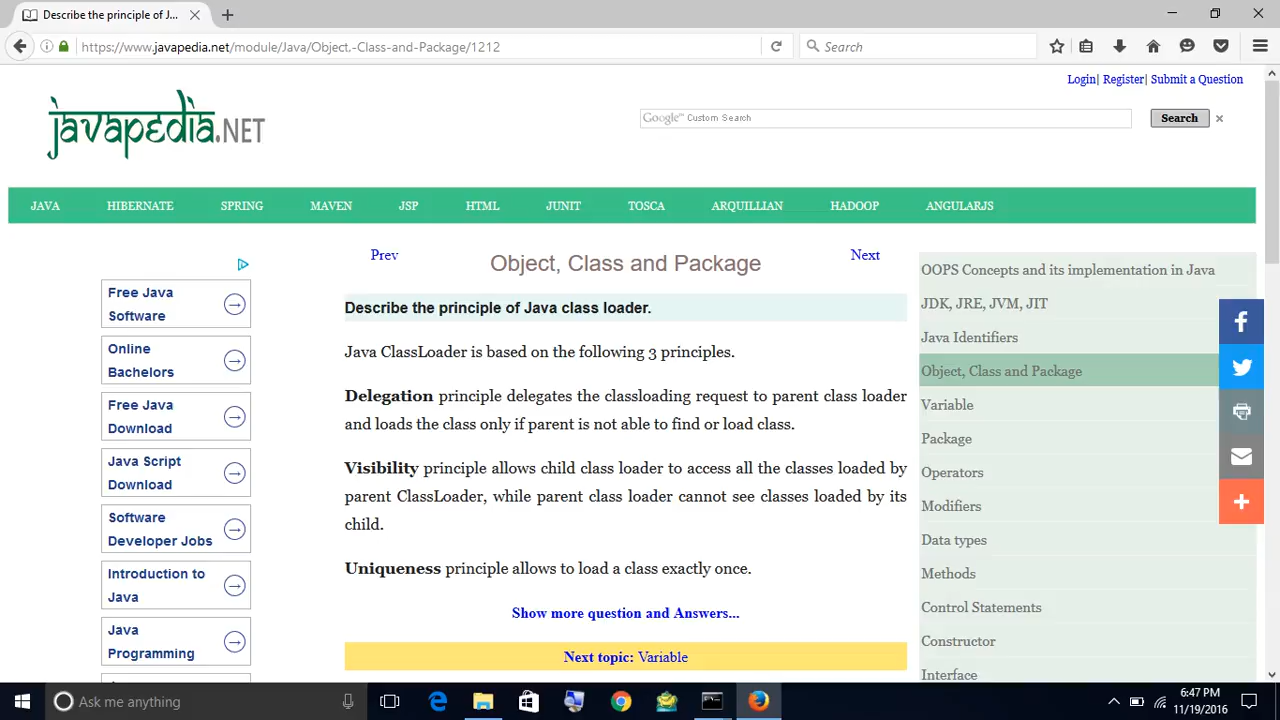 Describe the principle of J...
https://www.javapedia.net/module/Java/Object,-Class-and-Package/1212
Search
Login| Register| Submit a Question
javapedia.NET
Google™ Custom Search
Search
JAVA HIBERNATE SPRING MAVEN JSP HTML JUNIT TOSCA ARQUILLIAN HADOOP ANGULARJS
Free Java
Software
Online
Bachelors
Free Java
Download
Java Script
Download
Software
Developer Jobs
Introduction to
Java
Java
Programming
Prev
Object, Class and Package
Next
Describe the principle of Java class loader.
Java ClassLoader is based on the following 3 principles.
Delegation principle delegates the classloading request to parent class loader
and loads the class only if parent is not able to find or load class.
Visibility principle allows child class loader to access all the classes loaded by
parent ClassLoader, while parent class loader cannot see classes loaded by its
child.
Uniqueness principle allows to load a class exactly once.
Show more question and Answers...
Next topic: Variable
OOPS Concepts and its implementation in Java
JDK, JRE, JVM, JIT
Java Identifiers
Object, Class and Package
Variable
Package
Operators
Modifiers
Data types
Methods
Control Statements
Constructor
Interface
Ask me anything
6:47 PM
11/19/2016